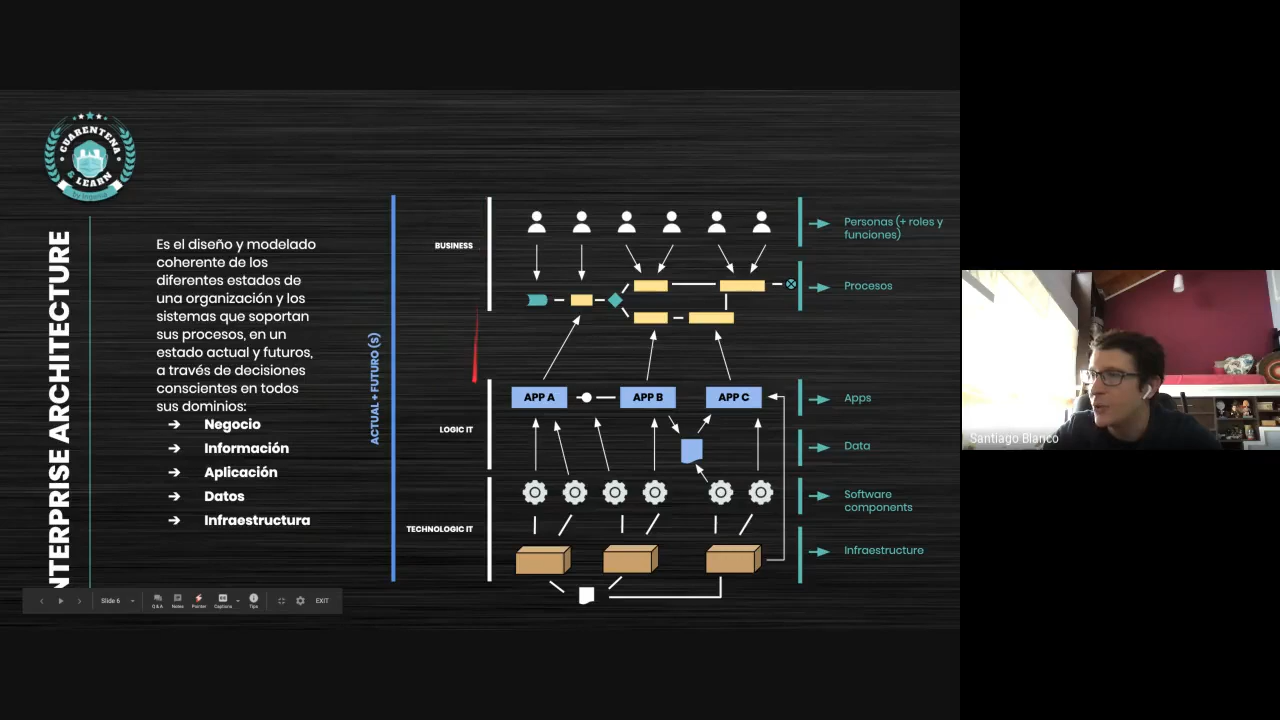 CUARENTENA
& LEARN
ENTERPRISE ARCHITECTURE
Es el diseño y modelado
coherente de los
diferentes estados de
una organización y los
sistemas que soportan
sus procesos, en un
estado actual y futuros,
a través de decisiones
conscientes en todos
sus dominios:
➔ Negocio
➔ Información
➔ Aplicación
➔ Datos
➔ Infraestructura
ACTUAL + FUTURO (S)
BUSINESS
LOGIC IT
TECHNOLOGIC IT
APP A
APP B
APP C
Personas (+ roles y
funciones)
Procesos
Apps
Data
Software
components
Infraestructure
Slide 6
Q & A
Notes
Pointer
Captions
Tips
EXIT
Santiago Blanco